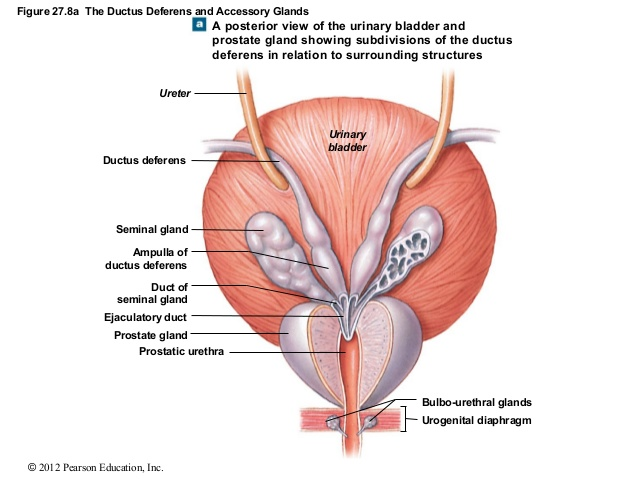 Figure 27.8a The Ductus Deferens and Accessory Glands
a A posterior view of the urinary bladder and
prostate gland showing subdivisions of the ductus
deferens in relation to surrounding structures
Ureter
Urinary
bladder
Ductus deferens
Seminal gland
Ampulla of
ductus deferens
Duct of
seminal gland
Ejaculatory duct
Prostate gland
Prostatic urethra
Bulbo-urethral glands
Urogenital diaphragm
© 2012 Pearson Education, Inc.